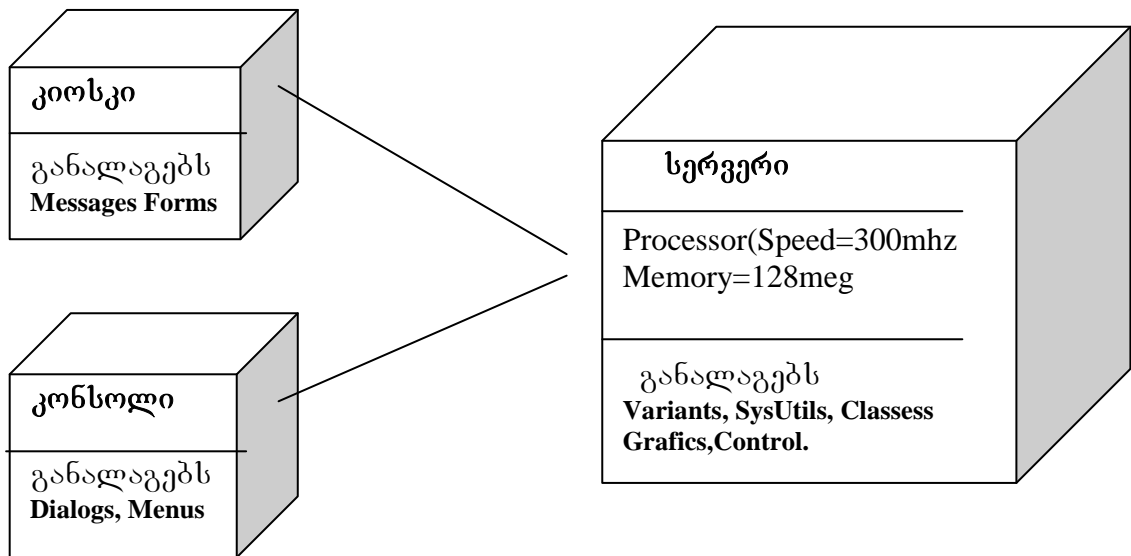 კიოსკი
განალაგებს
Messages Forms
სერვერი
Processor(Speed=300mhz
Memory=128meg
განალაგებს
Variants, SysUtils, Classess
Grafics,Control.
კონსოლი
განალაგებს
Dialogs, Menus